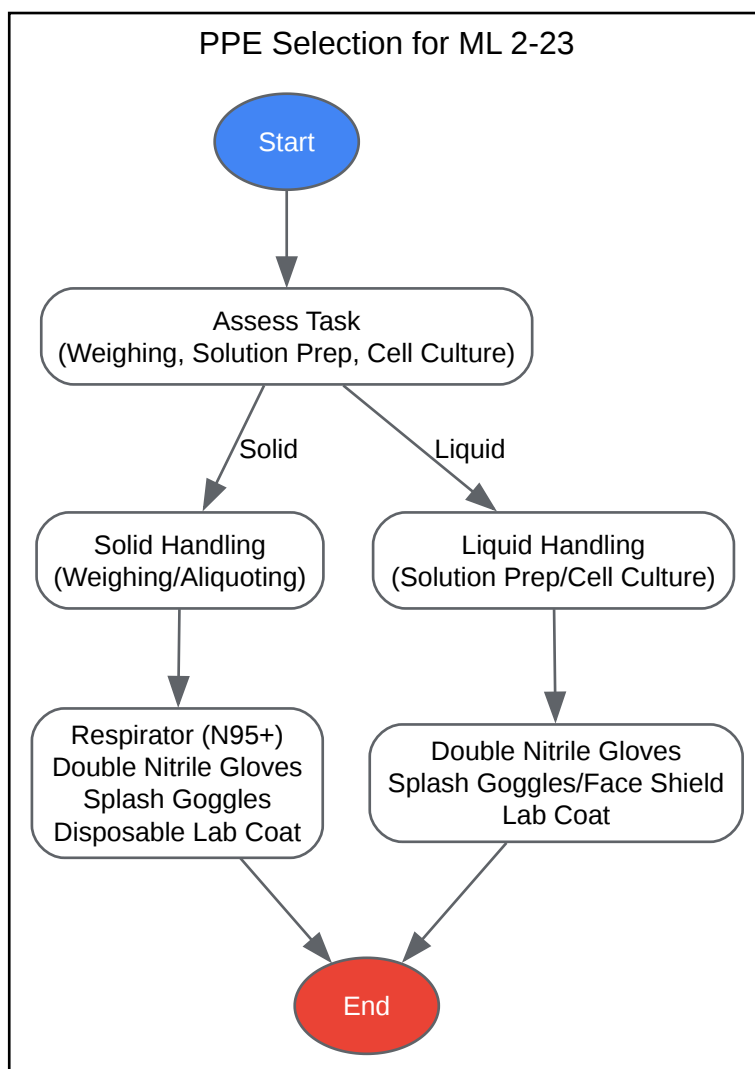 PPE Selection for ML 2-23
Start
Assess Task
(Weighing, Solution Prep, Cell Culture)
Solid
Liquid
Solid Handling
(Weighing/Aliquoting)
Liquid Handling
(Solution Prep/Cell Culture)
Respirator (N95+)
Double Nitrile Gloves
Splash Goggles
Disposable Lab Coat
Double Nitrile Gloves
Splash Goggles/Face Shield
Lab Coat
End